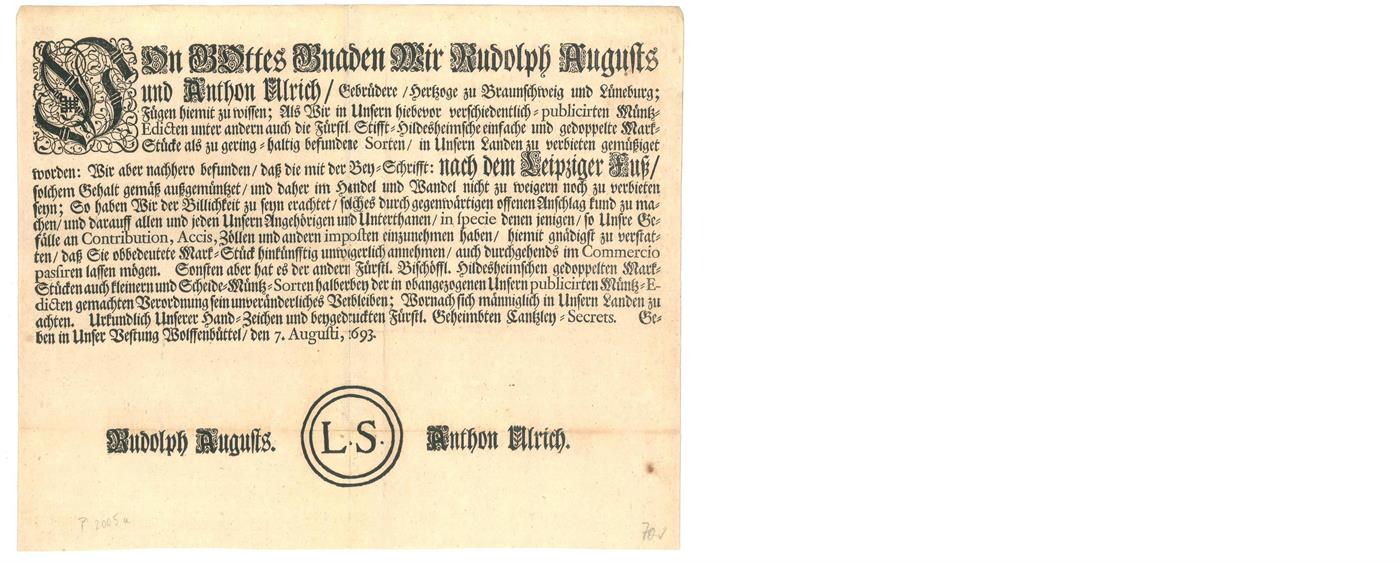 VOn GOttes Gnaden Wir Rudolph Augusts
und Anthon Ulrich/ Gebrüdere/Hertzoge zu Braunschweig und Lüneburg;
Fügen hiemit zu wissen; Als Wir in Unsern hiebevor verschiedentlich-publicirten Müntz-
Edicten unter andern auch die Fürstl. Stifft-Hildesheimsche einfache und gedoppelte Mark-
Stücke als zu gering-haltig befundene Sorten/ in Unsern Landen zu verbieten gemüßiget
worden: Wir aber nachhero befunden/ daß die mit der Bey-Schrifft: nach dem Leipziger Fuß/
solchem Gehalt gemäß außgemüntzet/ und daher im Handel und Wandel nicht zu weigern noch zu verbieten
seyn; So haben Wir der Billichkeit zu seyn erachtet/ solches durch gegenwärtigen offenen Anschlag kund zu ma-
chen/ und darauff allen und jeden Unsern Angehörigen und Unterthanen/ in specie denen jenigen/ so Unsre Ge-
fälle an Contribution, Accis, Zöllen und andern imposten einzunehmen haben/ hiemit gnädigst zu verstat-
ten/ daß Sie obbedeutete Mark-Stück hinkünfftig unweigerlich annehmen/ auch durchgehends im Commercio
passiren lassen mögen. Sonsten aber hat es der andern Fürstl. Bischöffl. Hildesheimschen gedoppelten Mark-
Stücken auch kleinern und Scheide-Müntz-Sorten halber bey der in obangezogenen Unsern publicirten Müntz-E-
dicten gemachten Verordnung sein unveränderliches Verbleiben; Wornach sich männiglich in Unsern Landen zu
achten. Urkundlich Unserer Hand-Zeichen und beygedruckten Fürstl. Geheimbten Cantzley-Secrets. Ge-
ben in Unser Vestung Wolffenbüttel/ den 7. Augusti, 1693.
Rudolph Augusts. L.S. Anthon Ulrich.
P 2005 a